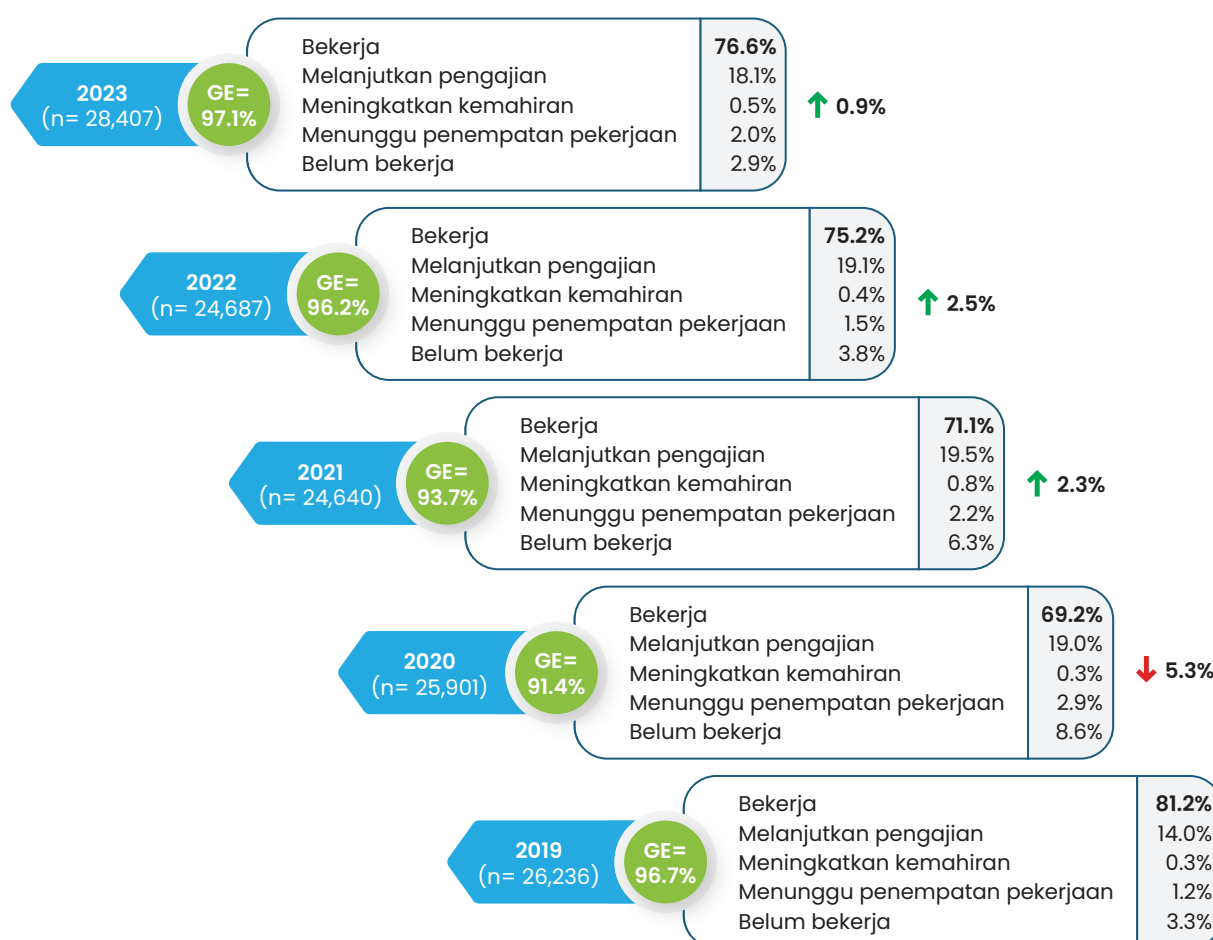 2023
(n= 28,407)
GE=
97.1%
Bekerja 76.6%
Melanjutkan pengajian 18.1%
Meningkatkan kemahiran 0.5%
Menunggu penempatan pekerjaan 2.0%
Belum bekerja 2.9%
0.9%
2022
(n= 24,687)
GE=
96.2%
Bekerja 75.2%
Melanjutkan pengajian 19.1%
Meningkatkan kemahiran 0.4%
Menunggu penempatan pekerjaan 1.5%
Belum bekerja 3.8%
2.5%
2021
(n= 24,640)
GE=
93.7%
Bekerja 71.1%
Melanjutkan pengajian 19.5%
Meningkatkan kemahiran 0.8%
Menunggu penempatan pekerjaan 2.2%
Belum bekerja 6.3%
2.3%
2020
(n= 25,901)
GE=
91.4%
Bekerja 69.2%
Melanjutkan pengajian 19.0%
Meningkatkan kemahiran 0.3%
Menunggu penempatan pekerjaan 2.9%
Belum bekerja 8.6%
5.3%
2019
(n= 26,236)
GE=
96.7%
Bekerja 81.2%
Melanjutkan pengajian 14.0%
Meningkatkan kemahiran 0.3%
Menunggu penempatan pekerjaan 1.2%
Belum bekerja 3.3%